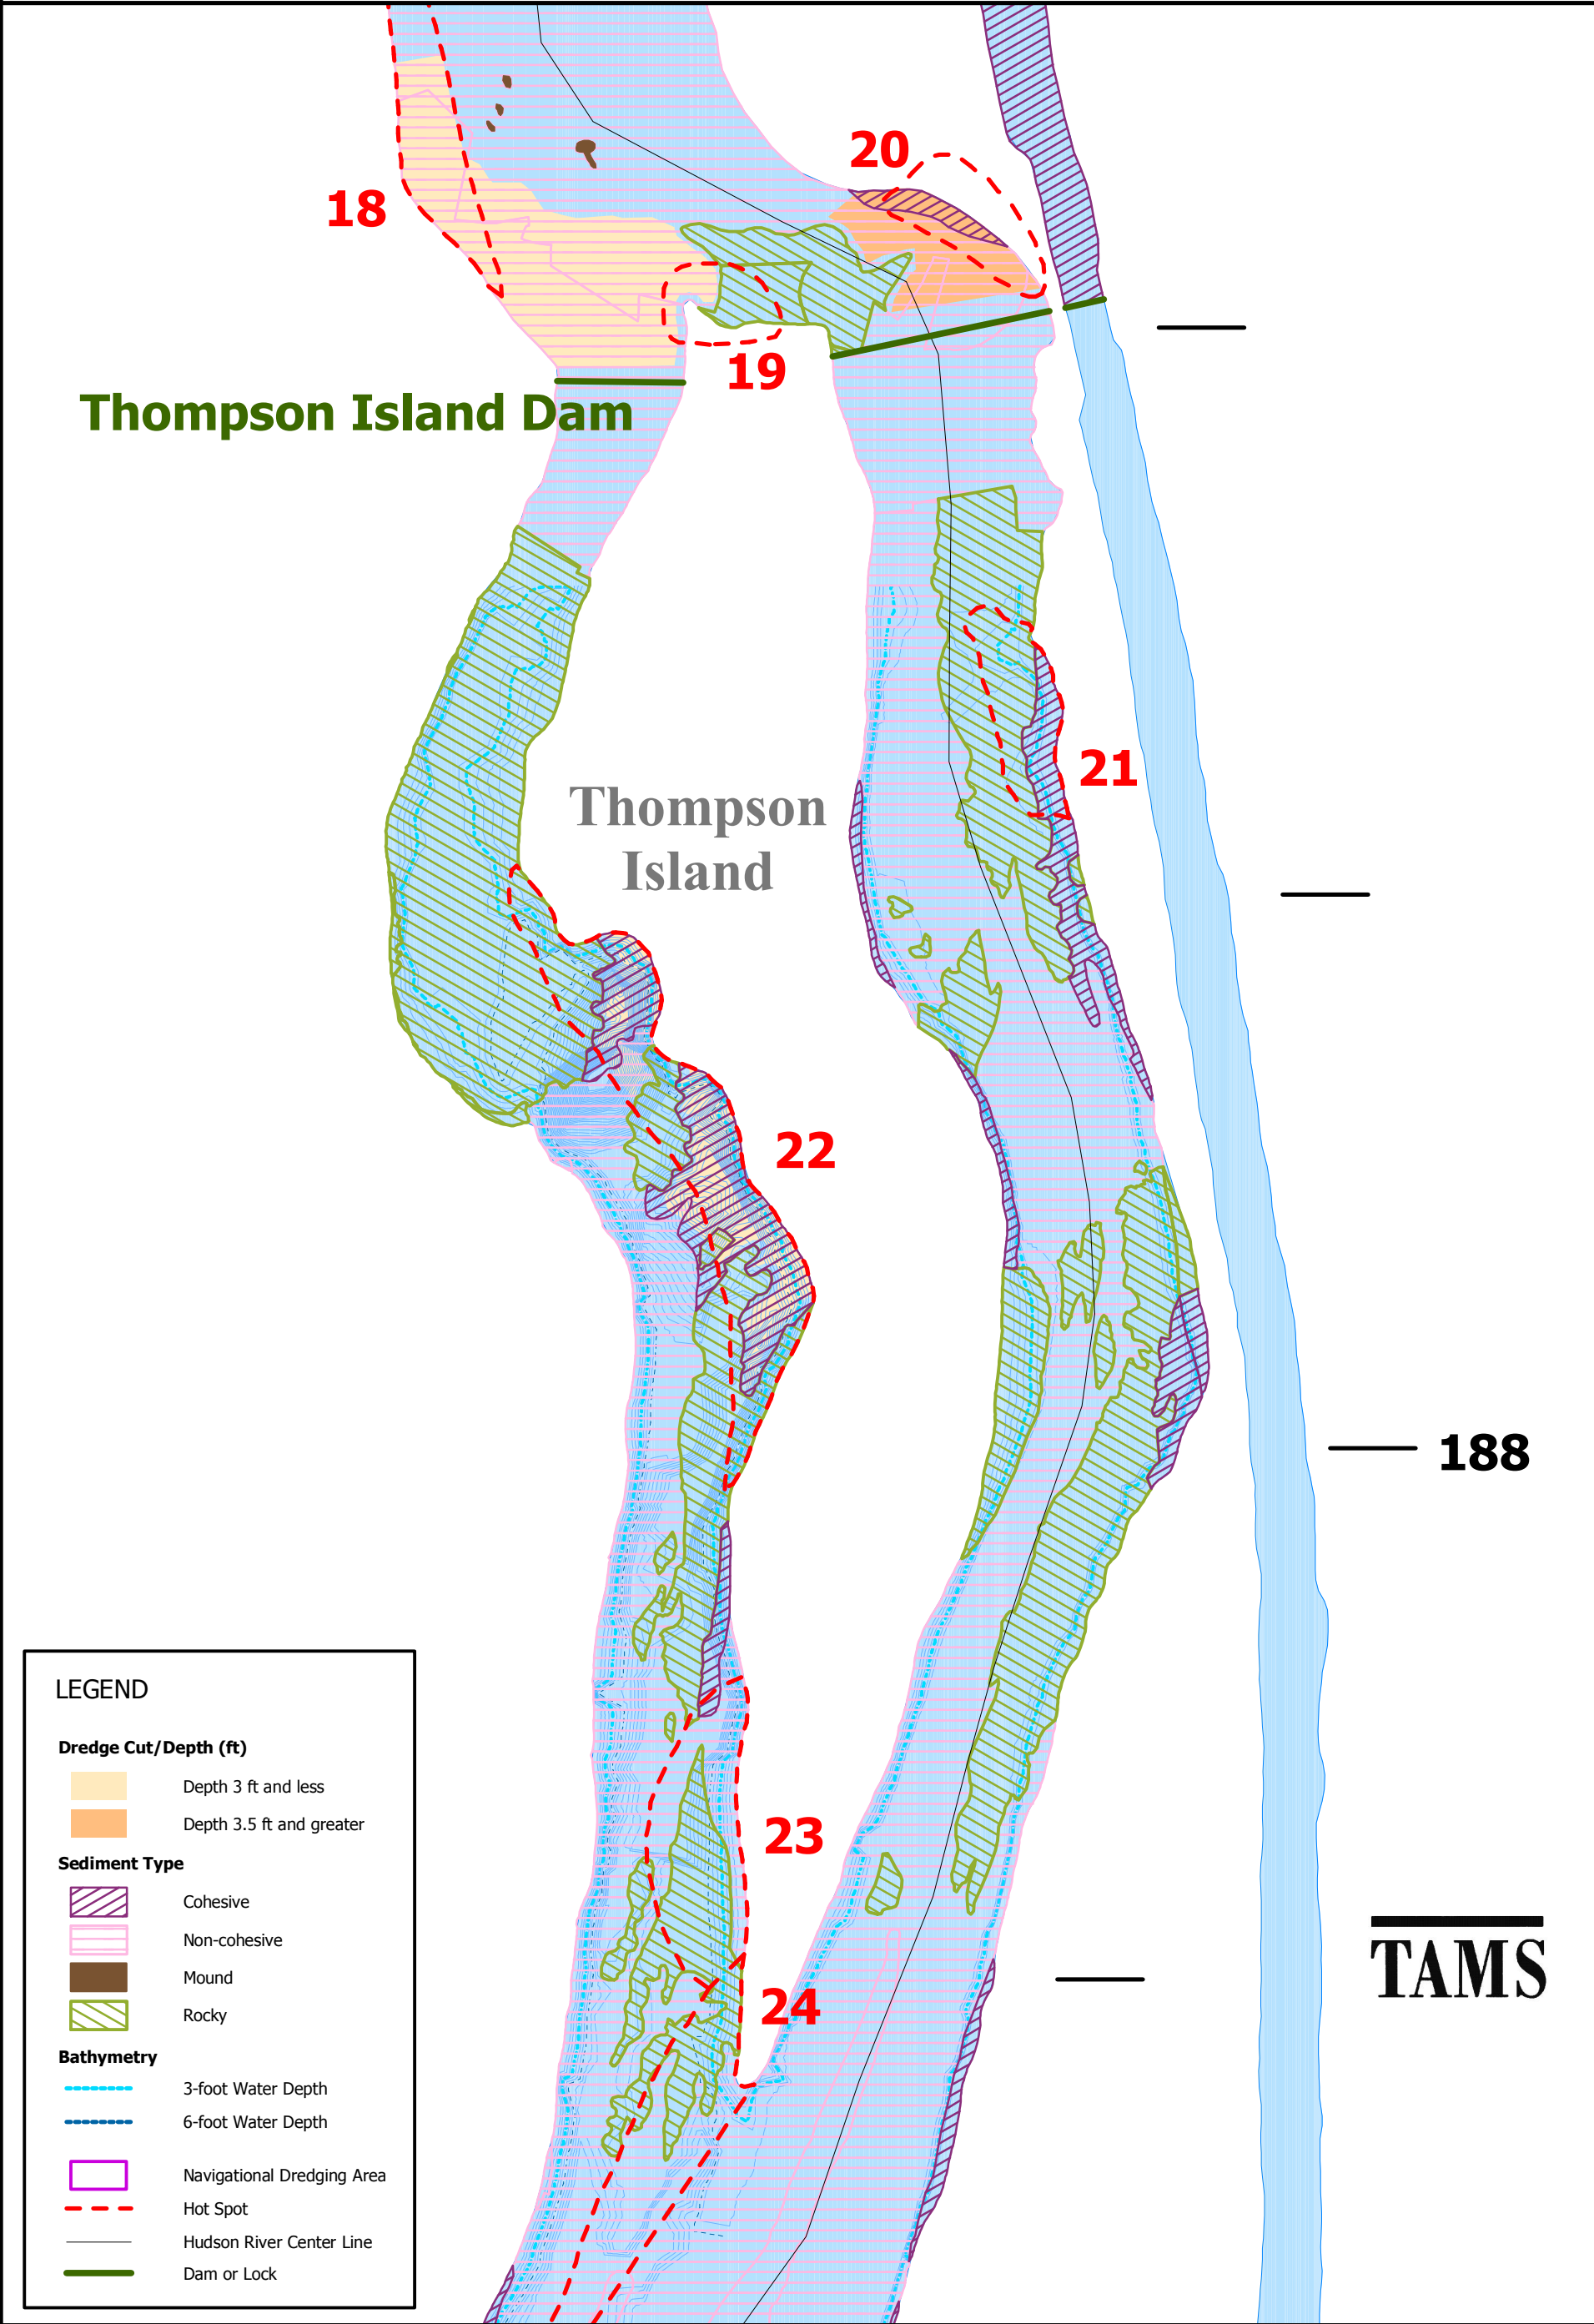 20
18
19
Thompson Island Dam
21
Thompson
Island
22
188
23
24
TAMS
LEGEND
Dredge Cut/Depth (ft)
Depth 3 ft and less
Depth 3.5 ft and greater
Sediment Type
Cohesive
Non-cohesive
Mound
Rocky
Bathymetry
3-foot Water Depth
6-foot Water Depth
Navigational Dredging Area
Hot Spot
Hudson River Center Line
Dam or Lock